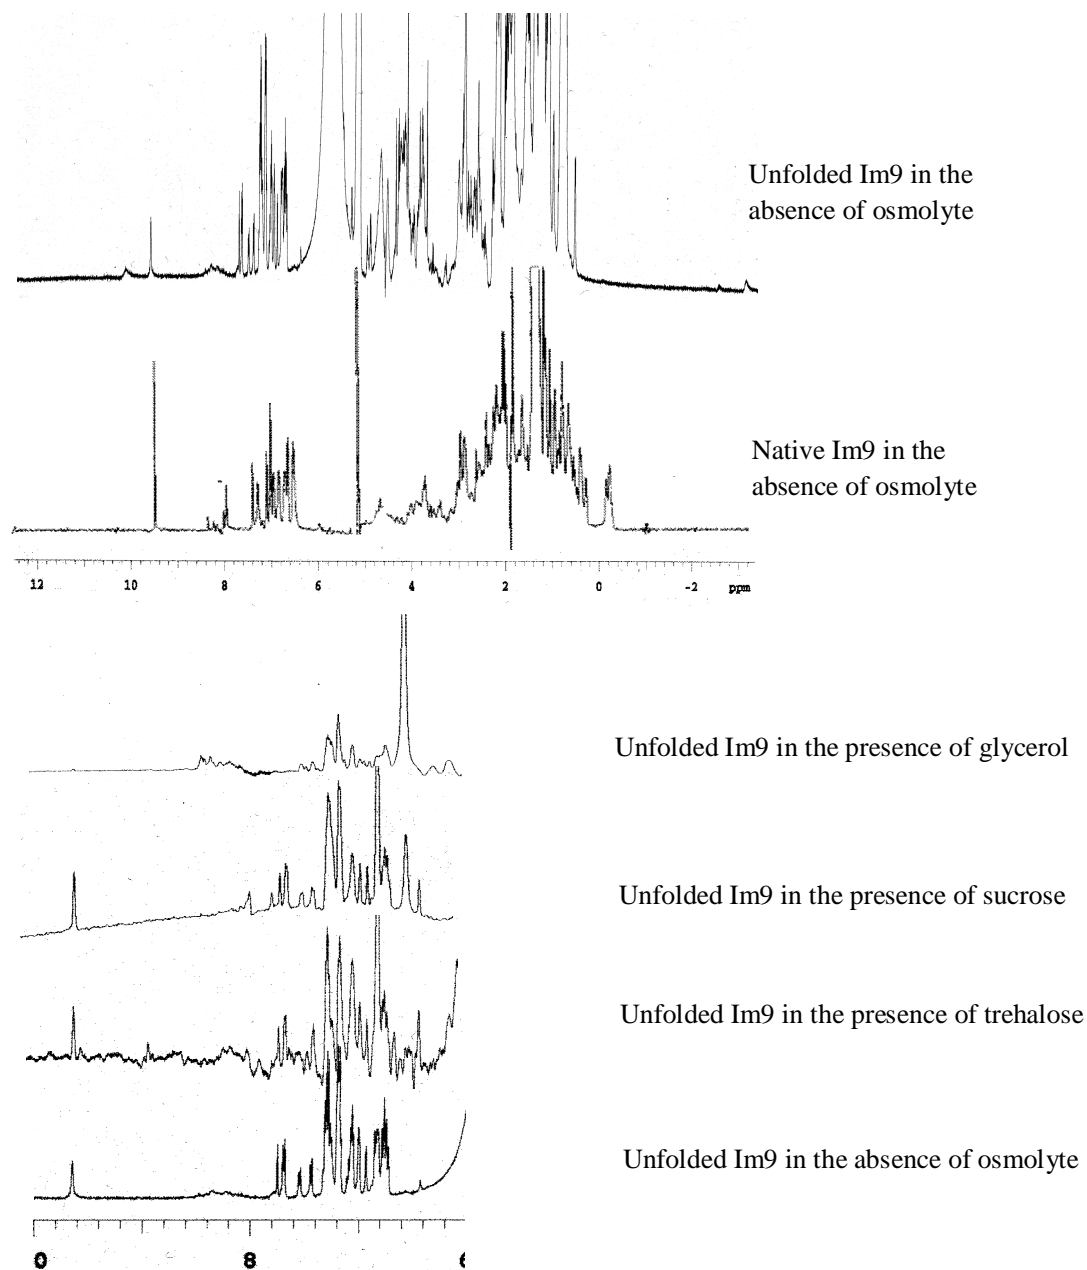 Unfolded Im9 in the
absence of osmolyte
Native Im9 in the
absence of osmolyte
12 10 8 6 4 2 0 -2 ppm
Unfolded Im9 in the presence of glycerol
Unfolded Im9 in the presence of sucrose
Unfolded Im9 in the presence of trehalose
Unfolded Im9 in the absence of osmolyte
0 8 6